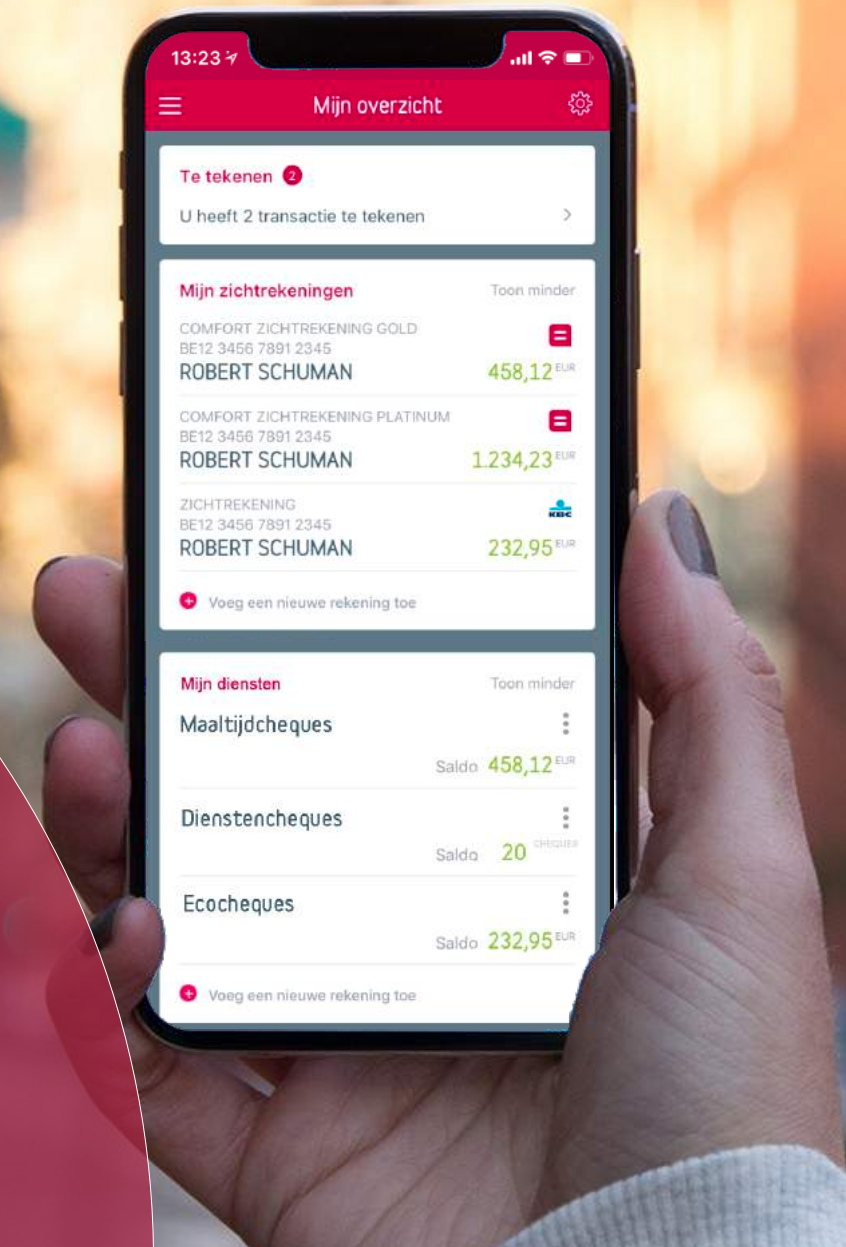 13:23
Mijn overzicht
Te tekenen 2
U heeft 2 transactie te tekenen
Mijn zichtrekeningen Toon minder
COMFORT ZICHTREKENING GOLD
BE12 3456 7891 2345
ROBERT SCHUMAN 458,12 EUR
COMFORT ZICHTREKENING PLATINUM
BE12 3456 7891 2345
ROBERT SCHUMAN 1.234,23 EUR
ZICHTREKENING
KBC
BE12 3456 7891 2345
ROBERT SCHUMAN 232,95 EUR
Voeg een nieuwe rekening toe
Mijn diensten Toon minder
Maaltijdcheques
Saldo 458,12 EUR
Dienstencheques
Saldo 20 CHEQUES
Ecocheques
Saldo 232,95 EUR
Voeg een nieuwe rekening toe